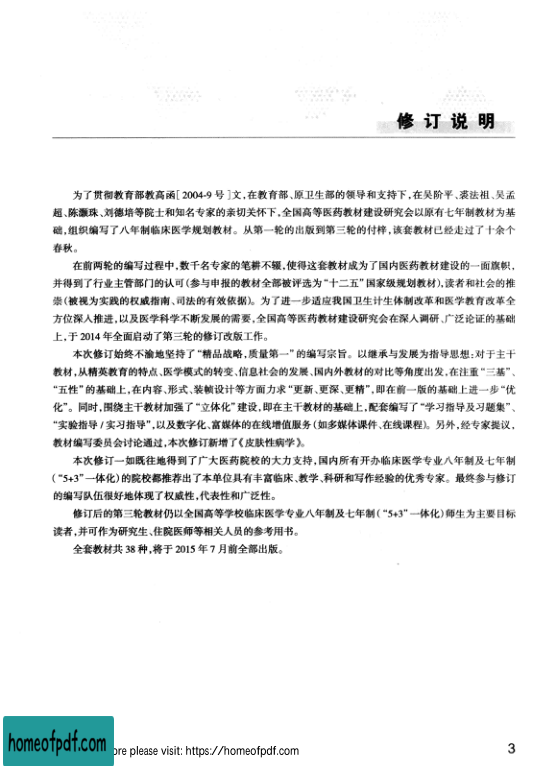 修订说明
为了贯彻教育部教高函[2004-9号]文,在教育部、原卫生部的领导和支持下,在吴阶平、裘法祖、吴孟
超、陈灏珠、刘德培等院士和知名专家的亲切关怀下,全国高等医药教材建设研究会以原有七年制教材为基
础,组织编写了八年制临床医学规划教材。从第一轮的出版到第三轮的付梓,该套教材已经走过了十余个
春秋。
在前两轮的编写过程中,数千名专家的笔耕不辍,使得这套教材成为了国内医药教材建设的一面旗帜,
并得到了行业主管部门的认可(参与申报的教材全部被评选为“十二五”国家级规划教材),读者和社会的推
崇(被视为实践的权威指南、司法的有效依据)。为了进一步适应我国卫生计生体制改革和医学教育改革全
方位深入推进,以及医学科学不断发展的需要,全国高等医药教材建设研究会在深入调研、广泛论证的基础
上,于2014年全面启动了第三轮的修订改版工作。
本次修订始终不渝地坚持了“精品战略,质量第一”的编写宗旨。以继承与发展为指导思想:对于主干
教材,从精英教育的特点、医学模式的转变、信息社会的发展、国内外教材的对比等角度出发,在注重“三基”、
“五性”的基础上,在内容、形式、装帧设计等方面力求“更新、更深、更精”,即在前一版的基础上进一步“优
化”。同时,围绕主干教材加强了“立体化”建设,即在主干教材的基础上,配套编写了“学习指导及习题集”、
“实验指导/实习指导”,以及数字化、富媒体的在线增值服务(如多媒体课件、在线课程)。另外,经专家提议,
教材编写委员会讨论通过,本次修订新增了《皮肤性病学》。
本次修订一如既往地得到了广大医药院校的大力支持,国内所有开办临床医学专业八年制及七年制
(“5+3”一体化)的院校都推荐出了本单位具有丰富临床、教学、科研和写作经验的优秀专家。最终参与修订
的编写队伍很好地体现了权威性,代表性和广泛性。
修订后的第三轮教材仍以全国高等学校临床医学专业八年制及七年制(“5+3”一体化)师生为主要目标
读者,并可作为研究生、住院医师等相关人员的参考用书。
全套教材共38种,将于2015年7月前全部出版。
homeofpdf.com
ore please visit: https://homeofpdf.com
3